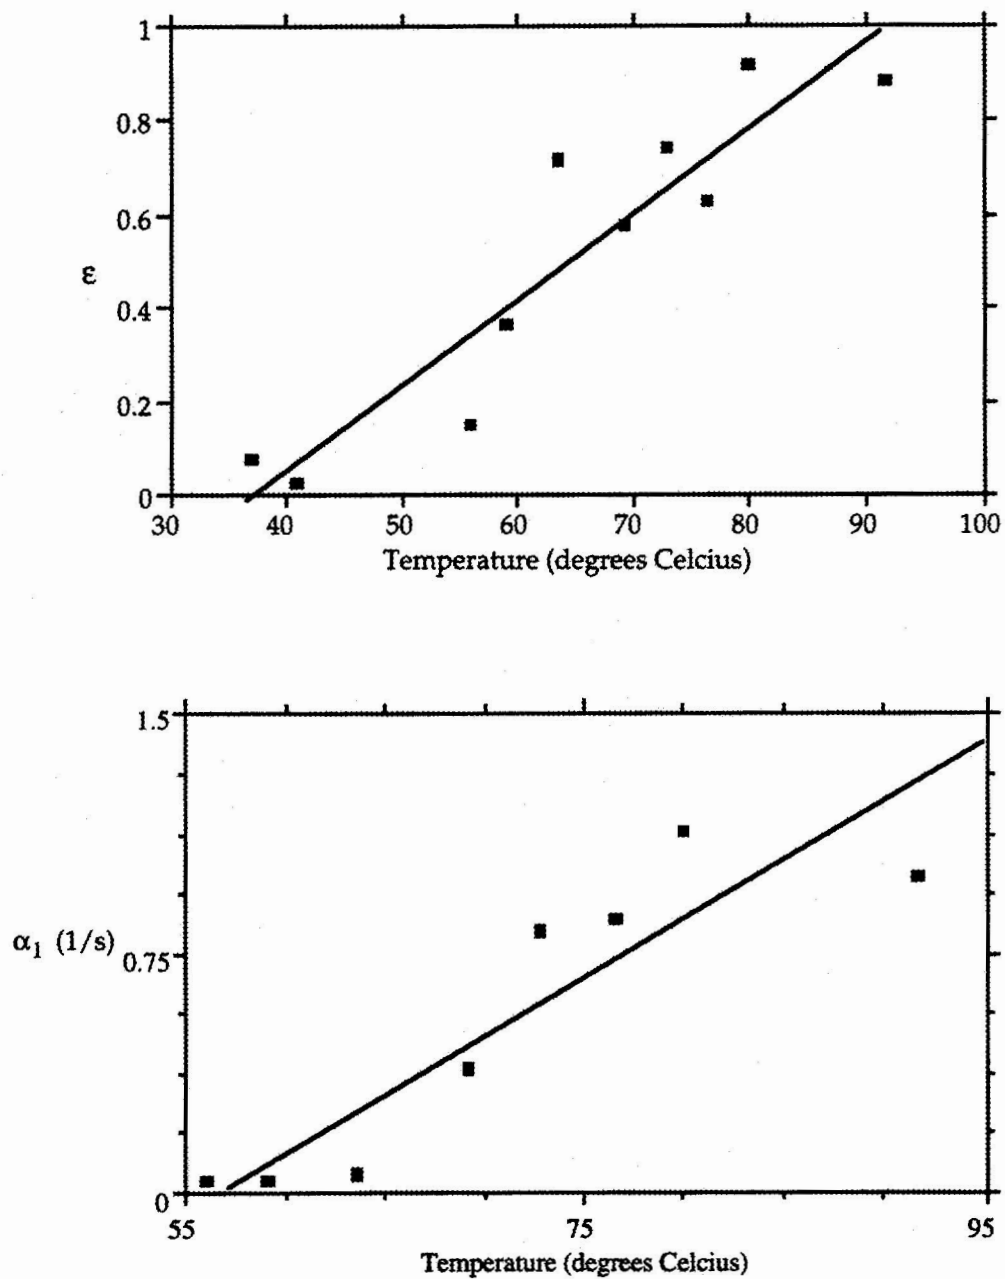 1
0.8
0.6
ε
0.4
0.2
0
30 40 50 60 70 80 90 100
Temperature (degrees Celcius)
1.5
α₁ (1/s) 0.75
0
55 75 95
Temperature (degrees Celcius)